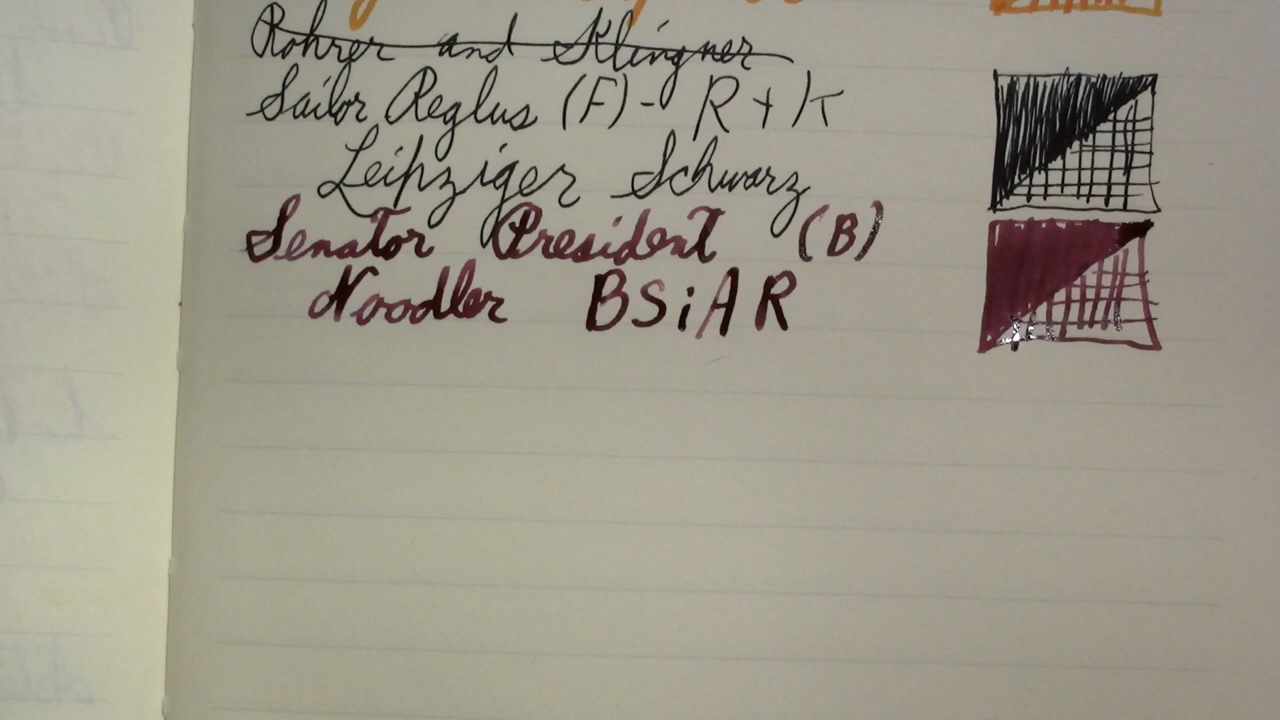 Rohrer and Klingner
Sailor Reglus (F) - R + K
Leipziger Schwarz
Senator President (B)
Noodler BSiAR